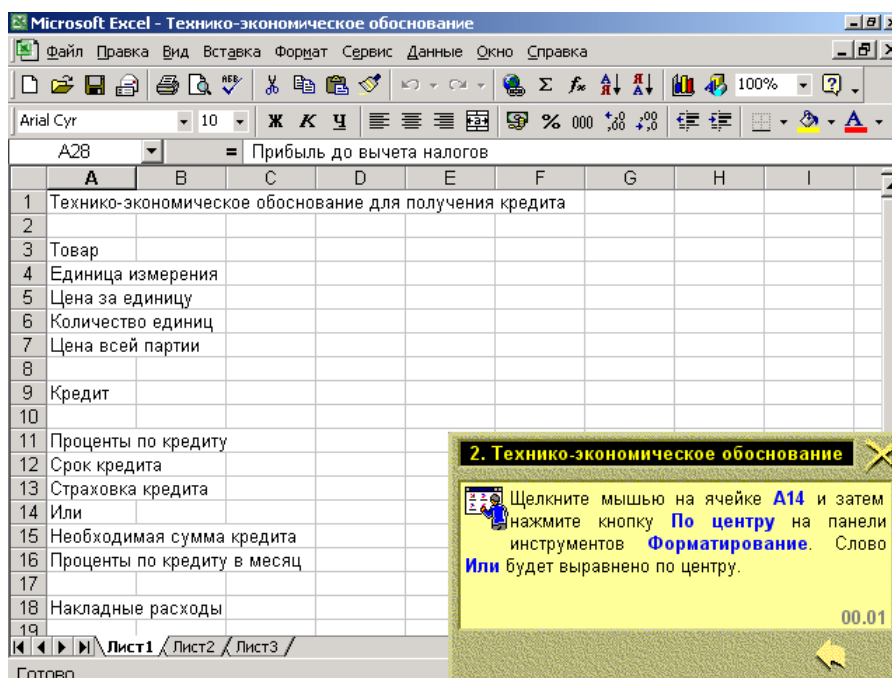 Microsoft Excel - Технико-экономическое обоснование
Файл Правка Вид Вставка Формат Сервис Данные Окно Справка
100%
Arial Cyr 10 Ж К Ч % 000
A28 = Прибыль до вычета налогов
A B C D E F G H I
1 Технико-экономическое обоснование для получения кредита
2
3 Товар
4 Единица измерения
5 Цена за единицу
6 Количество единиц
7 Цена всей партии
8
9 Кредит
10
11 Проценты по кредиту
12 Срок кредита
13 Страховка кредита
14 Или
15 Необходимая сумма кредита
16 Проценты по кредиту в месяц
17
18 Накладные расходы
19
Лист1 Лист2 Лист3
Готово
2. Технико-экономическое обоснование
Щелкните мышью на ячейке A14 и затем
нажмите кнопку По центру на панели
инструментов Форматирование. Слово
Или будет выравнено по центру.
00.01